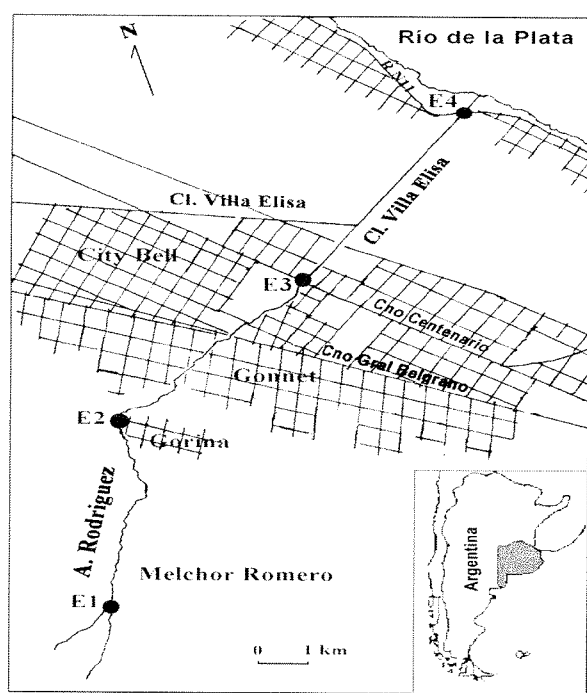 Río de la Plata
N
R N 11
E4
Cl. Villa Elisa
Cl. Villa Elisa
City Bell
E3
Cno Centenario
Cno Gral Belgrano
Gonnet
E2
Gorina
A. Rodriguez
Melchor Romero
E1
0 1 km
Argentina